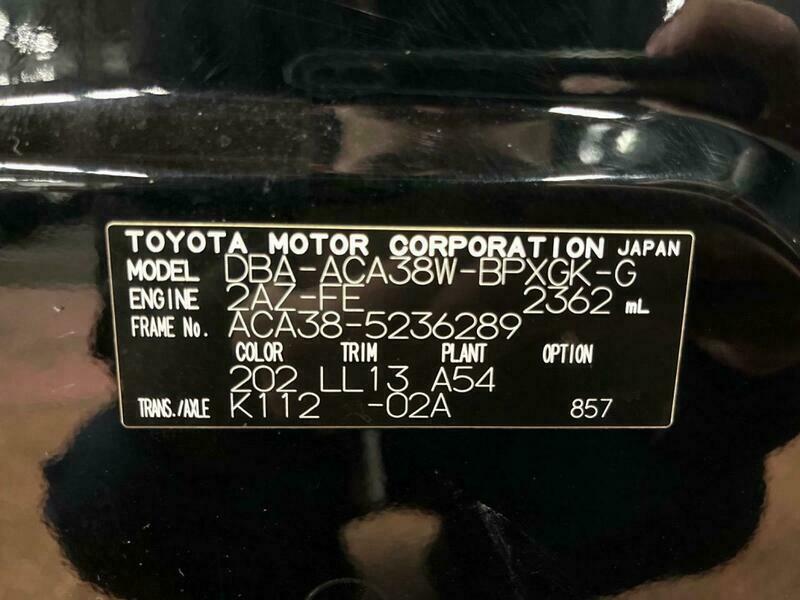 TOYOTA MOTOR CORPORATION JAPAN
MODEL DBA-ACA38W-BPXGK-G
ENGINE 2AZ-FE 2362 mL
FRAME No. ACA38-5236289
COLOR TRIM PLANT OPTION
202 LL13 A54
TRANS./AXLE K112 -02A 857